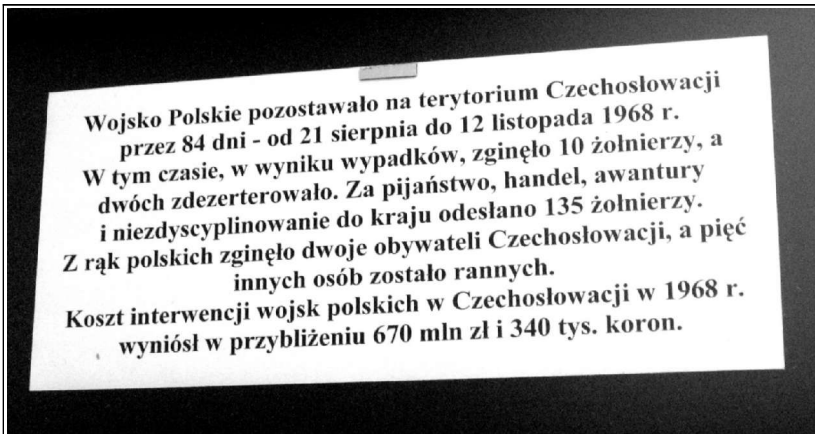 Wojsko Polskie pozostawało na terytorium Czechosłowacji
przez 84 dni - od 21 sierpnia do 12 listopada 1968 r.
W tym czasie, w wyniku wypadków, zginęło 10 żołnierzy, a
dwóch zdezerterowało. Za pijaństwo, handel, awantury
i niezdyscyplinowanie do kraju odesłano 135 żołnierzy.
Z rąk polskich zginęło dwoje obywateli Czechosłowacji, a pięć
innych osób zostało rannych.
Koszt interwencji wojsk polskich w Czechosłowacji w 1968 r.
wyniósł w przybliżeniu 670 mln zł i 340 tys. koron.